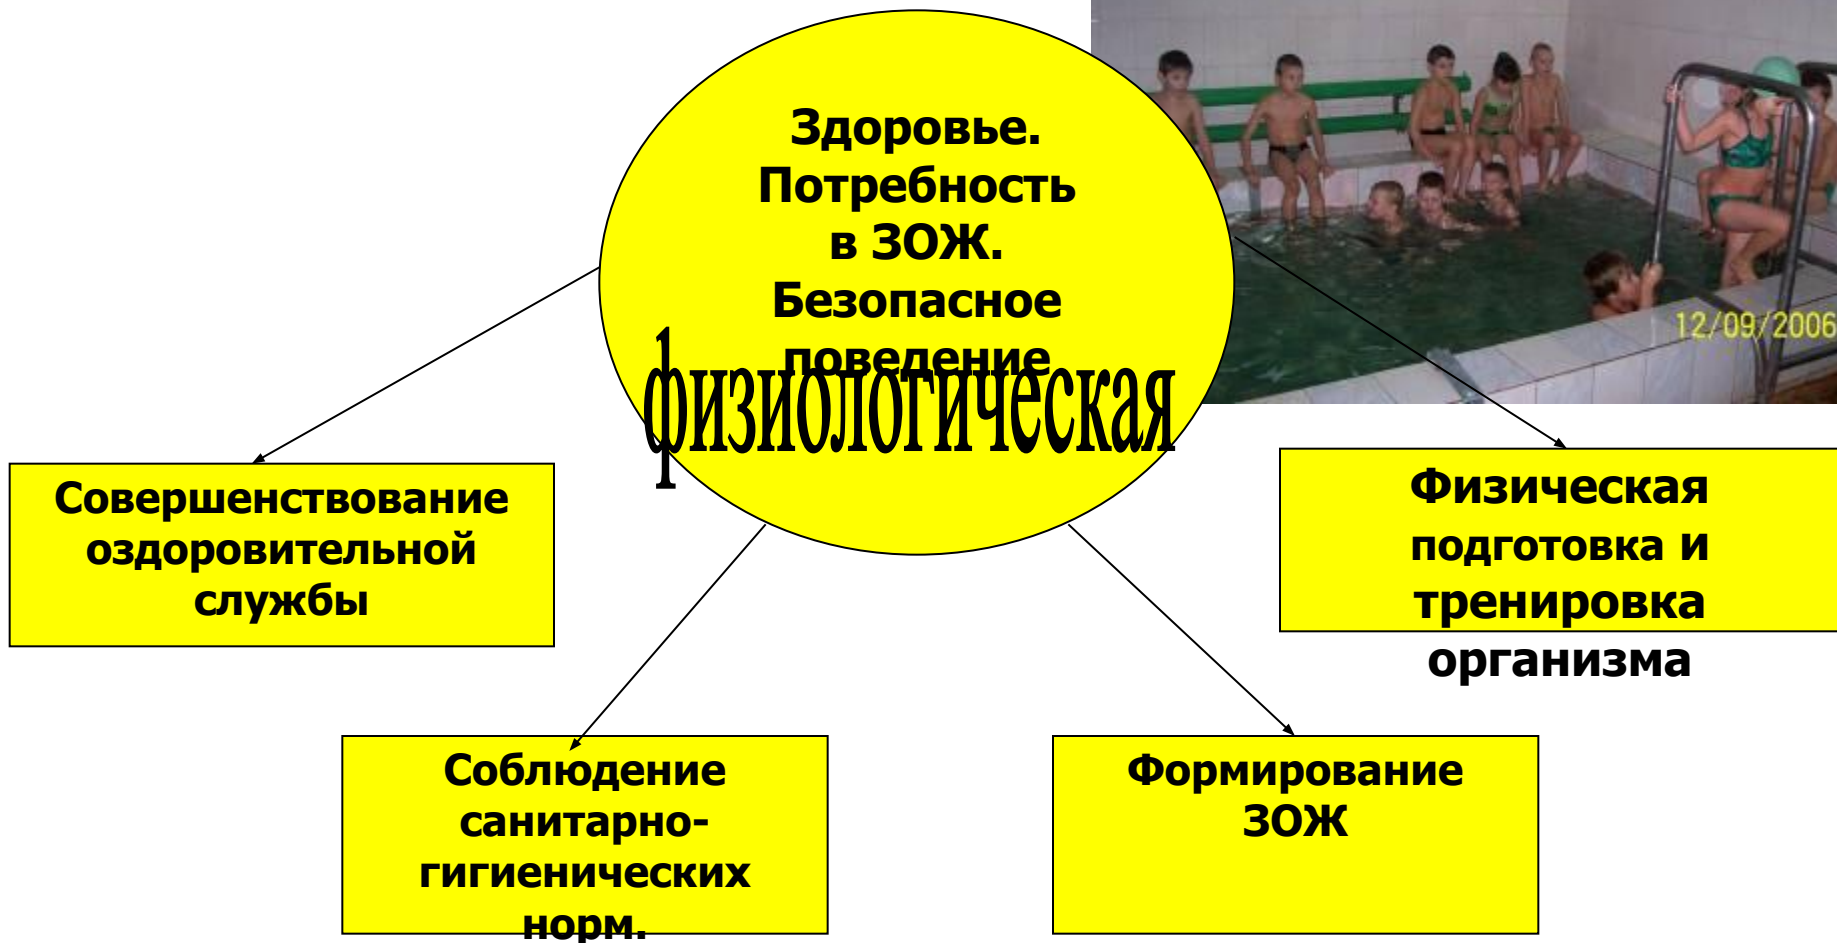 Здоровье.
Потребность
в ЗОЖ.
Безопасное
поведение
физиологическая
12/09/2006
Совершенствование
оздоровительной
службы
Физическая
подготовка и
тренировка
организма
Соблюдение
санитарно-
гигиенических
норм.
Формирование
ЗОЖ